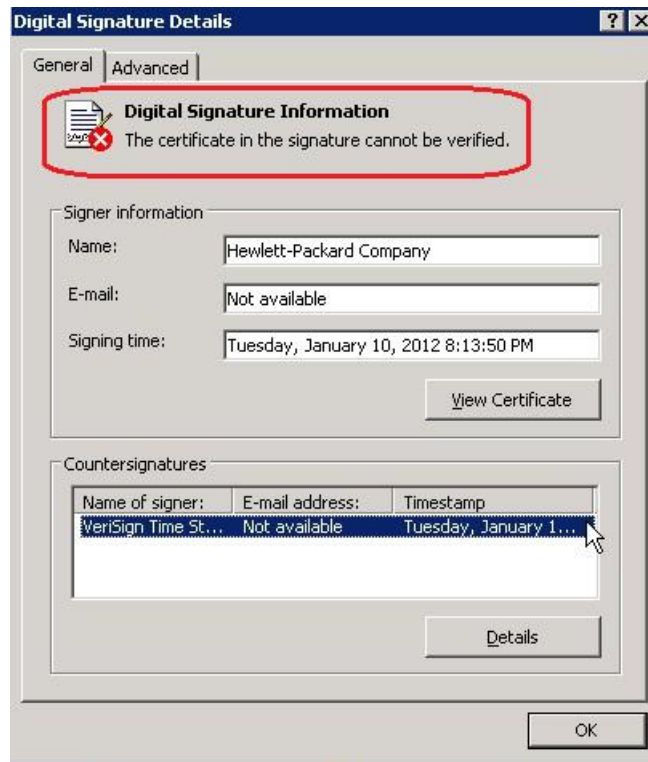 Digital Signature Details
General Advanced
Digital Signature Information
The certificate in the signature cannot be verified.
Signer information
Name: Hewlett-Packard Company
E-mail: Not available
Signing time: Tuesday, January 10, 2012 8:13:50 PM
View Certificate
Countersignatures
Name of signer: E-mail address: Timestamp
VeriSign Time St... Not available Tuesday, January 1...
Details
OK